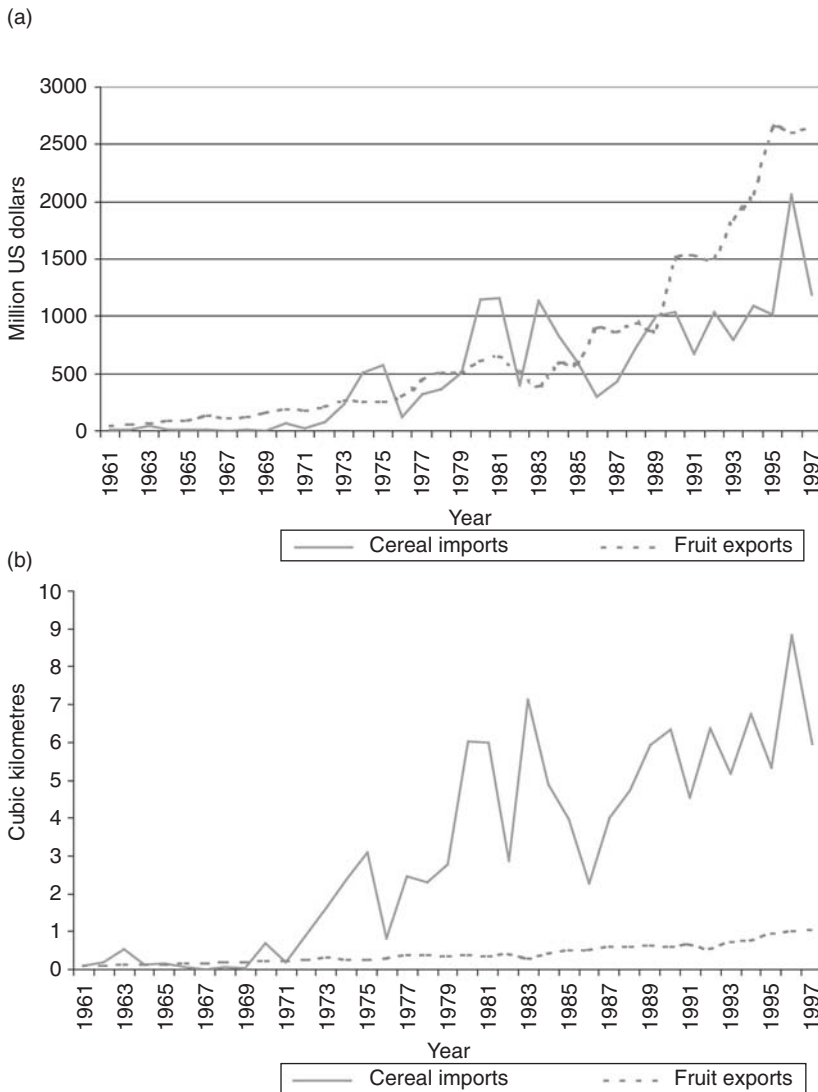 (a)
3000
2500
2000
1500
1000
500
0
Million US dollars
1961 1963 1965 1967 1969 1971 1973 1975 1977 1979 1981 1983 1985 1987 1989 1991 1993 1995 1997
Year
Cereal imports Fruit exports
(b)
10
9
8
7
6
5
4
3
2
1
0
Cubic kilometres
1961 1963 1965 1967 1969 1971 1973 1975 1977 1979 1981 1983 1985 1987 1989 1991 1993 1995 1997
Year
Cereal imports Fruit exports